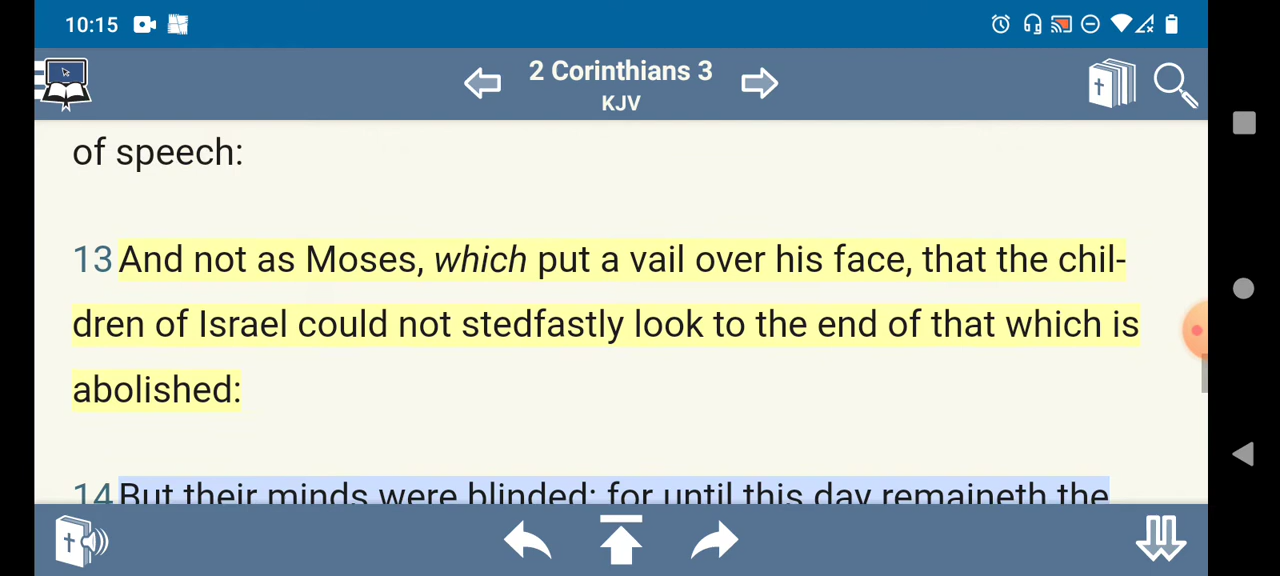 10:15
2 Corinthians 3
KJV
of speech:
13 And not as Moses, which put a vail over his face, that the chil-
dren of Israel could not stedfastly look to the end of that which is
abolished:
14 But their minds were blinded: for until this day remaineth the